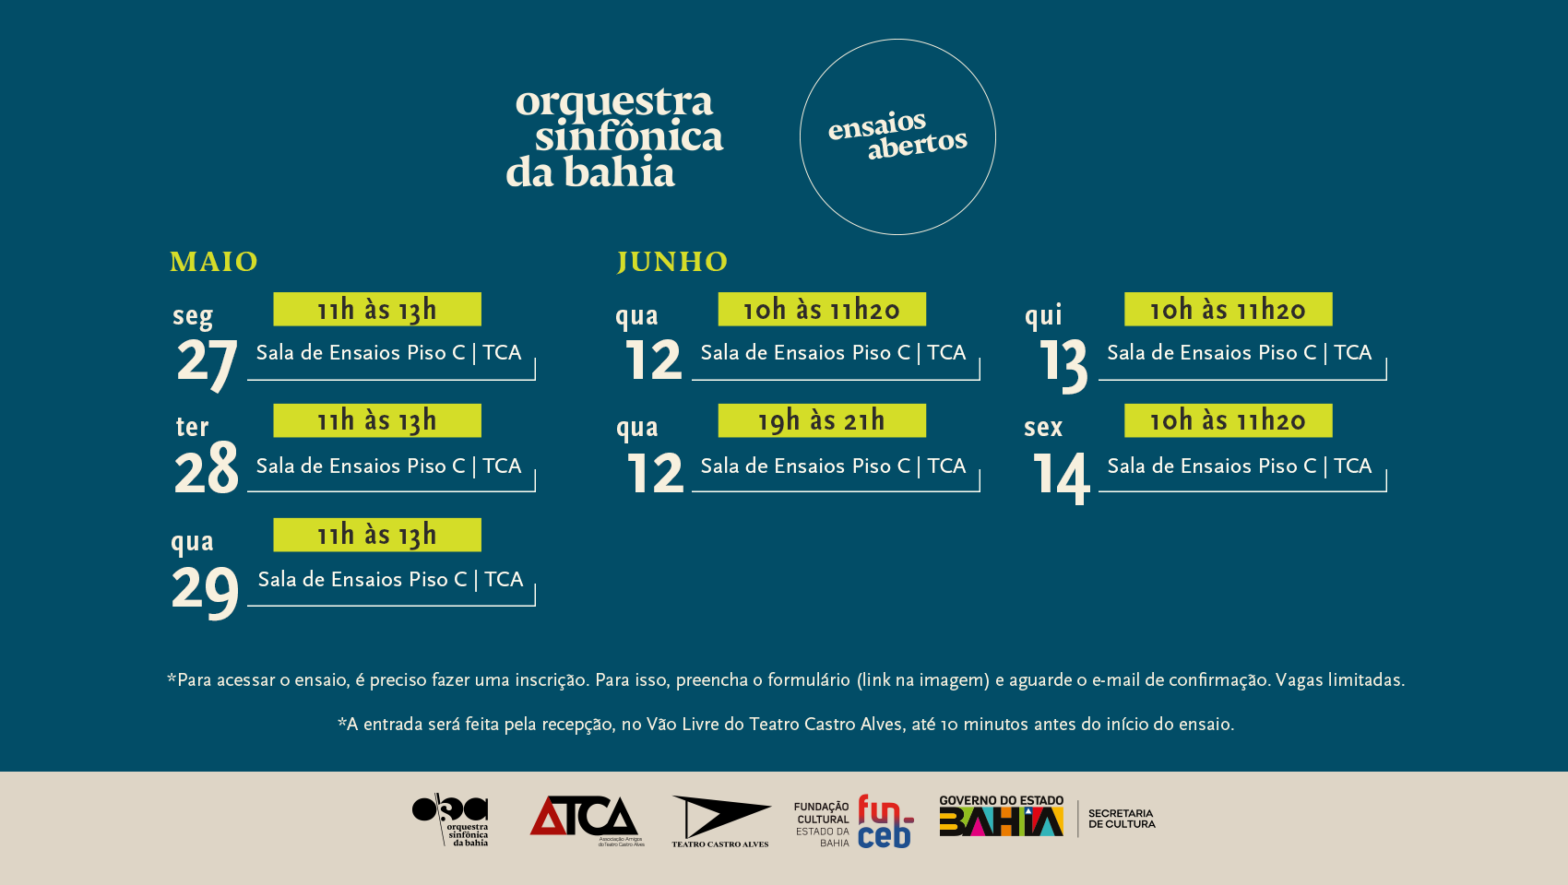 orquestra
sinfônica
da bahia
ensaios
abertos
MAIO
seg
27
11h às 13h
Sala de Ensaios Piso C | TCA
ter
28
11h às 13h
Sala de Ensaios Piso C | TCA
qua
29
11h às 13h
Sala de Ensaios Piso C | TCA
JUNHO
qua
12
10h às 11h20
Sala de Ensaios Piso C | TCA
qua
12
19h às 21h
Sala de Ensaios Piso C | TCA
qui
13
10h às 11h20
Sala de Ensaios Piso C | TCA
sex
14
10h às 11h20
Sala de Ensaios Piso C | TCA
*Para acessar o ensaio, é preciso fazer uma inscrição. Para isso, preencha o formulário (link na imagem) e aguarde o e-mail de confirmação. Vagas limitadas.
*A entrada será feita pela recepção, no Vão Livre do Teatro Castro Alves, até 10 minutos antes do início do ensaio.
orquestra
sinfônica
da bahia
ATCA
Associação Amigos
do Teatro Castro Alves
TEATRO CASTRO ALVES
FUNDAÇÃO
CULTURAL
ESTADO DA
BAHIA
fun
ceb
GOVERNO DO ESTADO
BAHIA
SECRETARIA
DE CULTURA